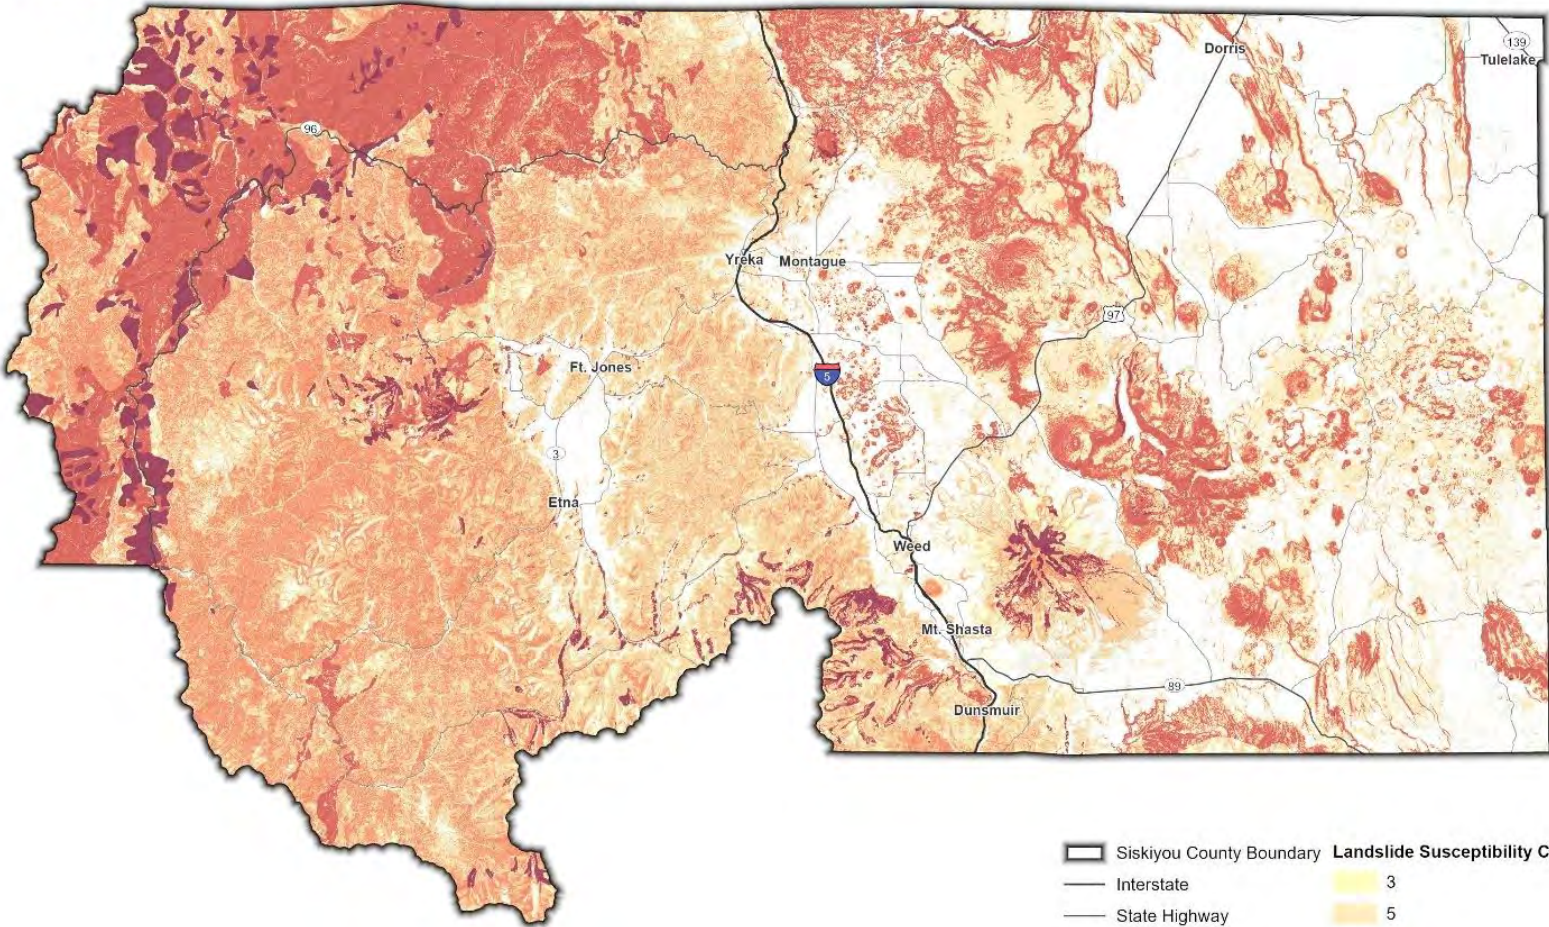 139
Dorris
Tulelake
96
Yreka
Montague
97
Ft. Jones
5
3
Etna
Weed
Mt. Shasta
89
Dunsmuir
Siskiyou County Boundary
Landslide Susceptibility C
Interstate
3
State Highway
5